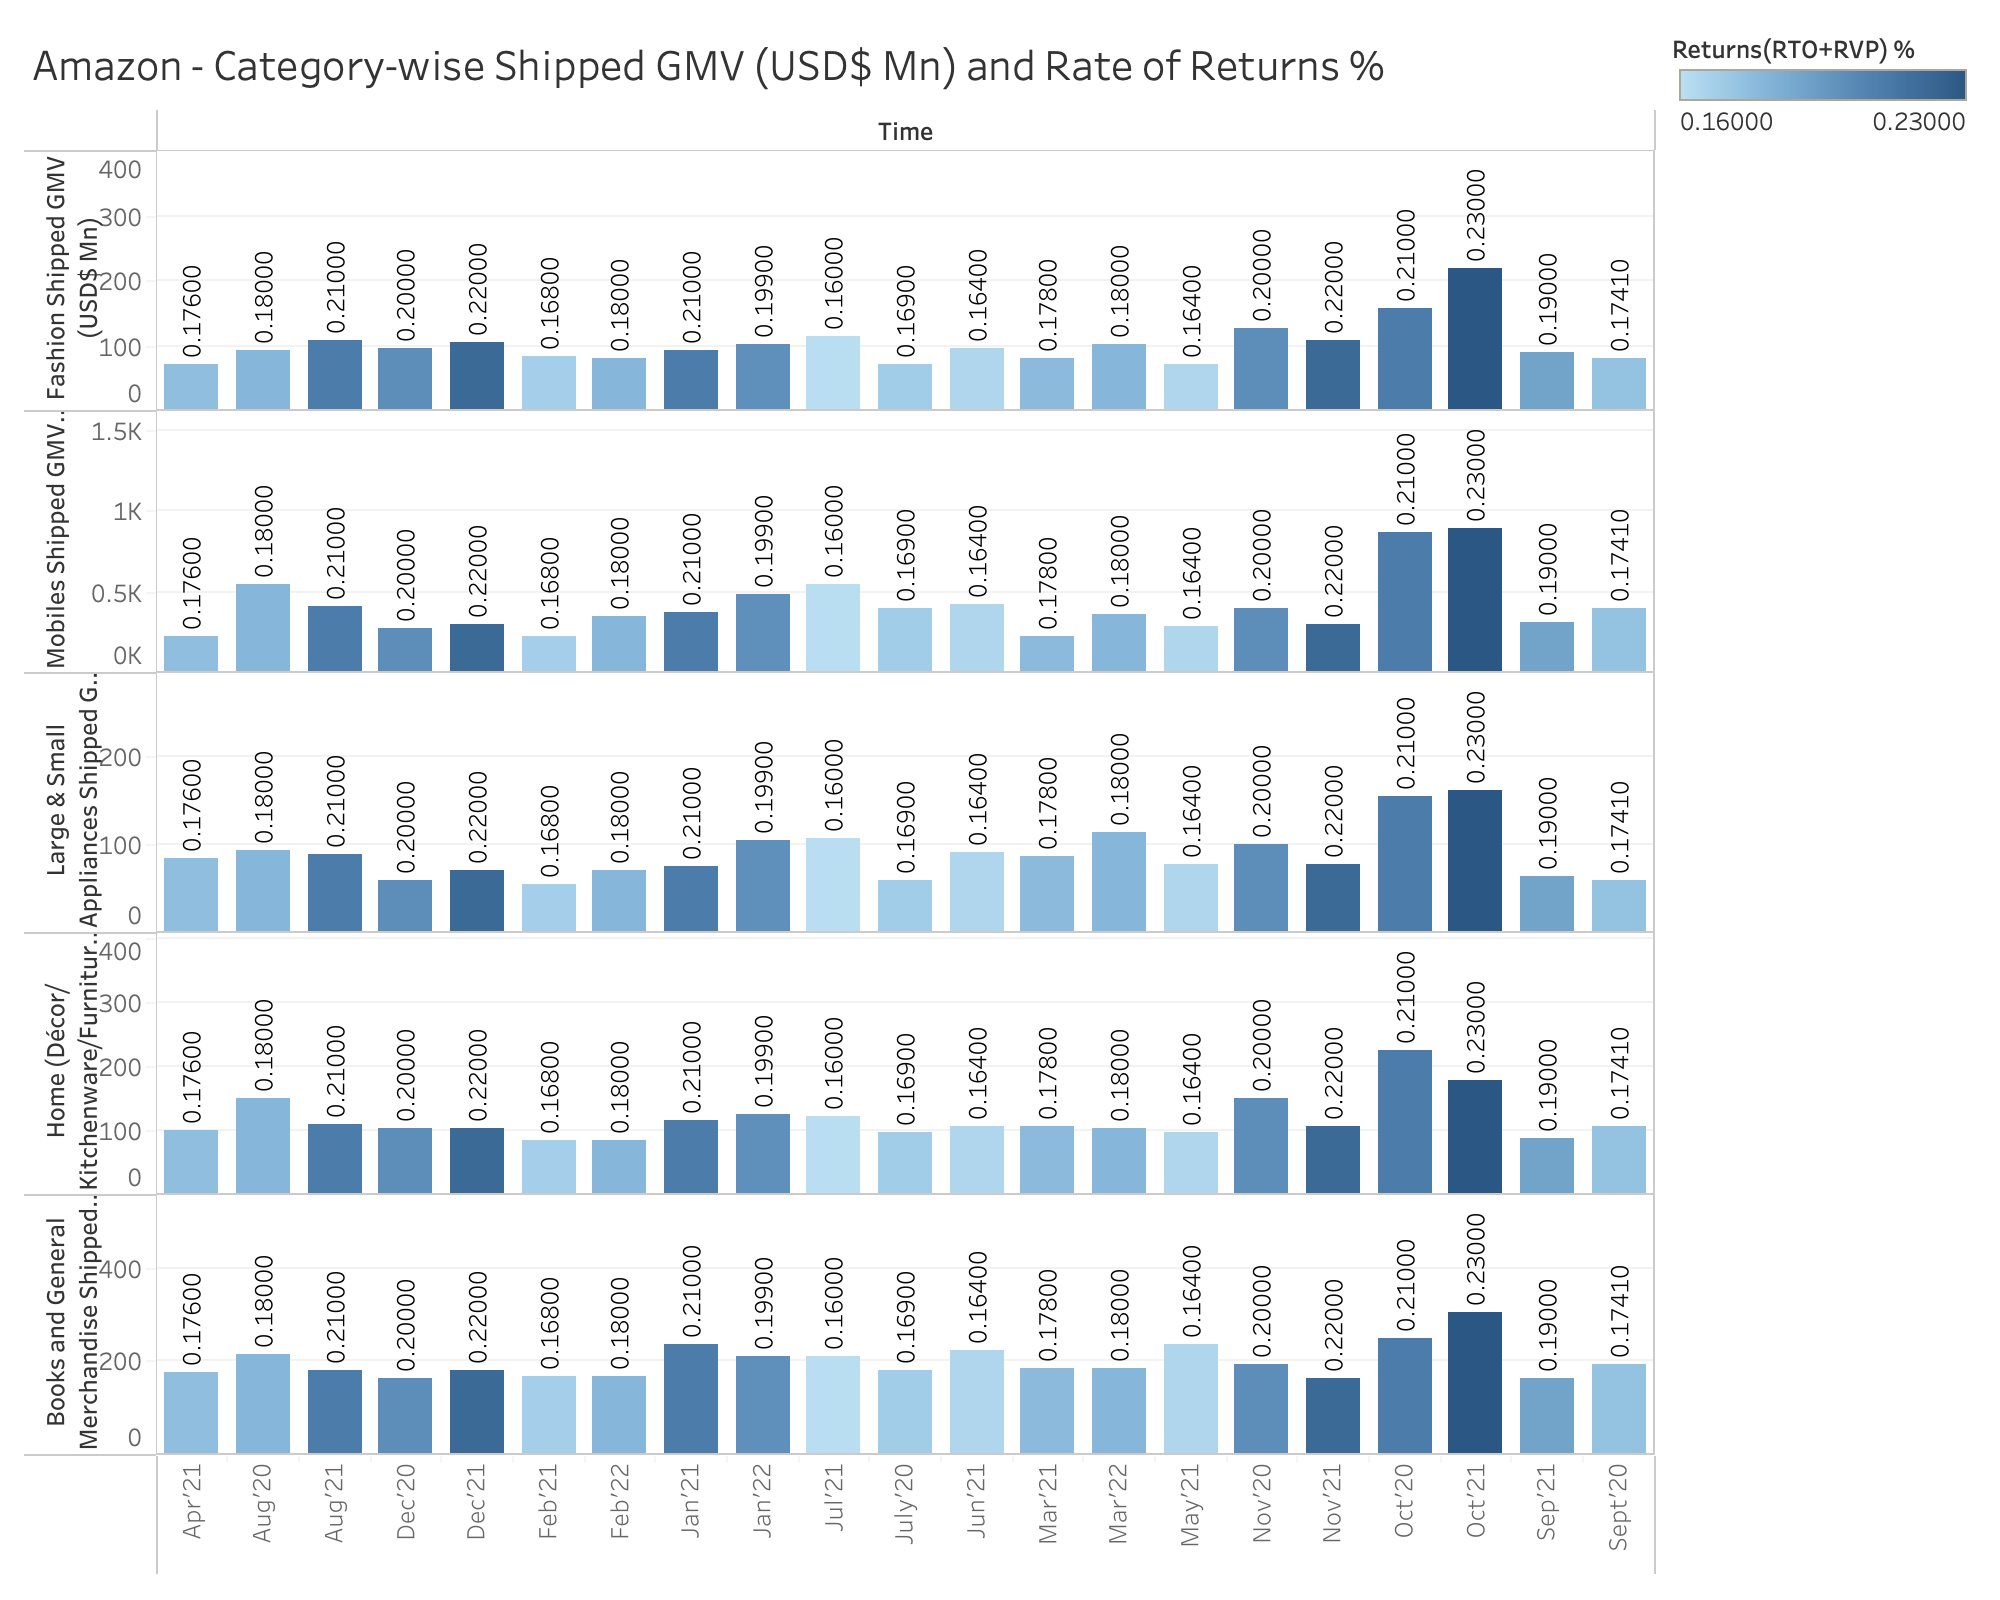 Amazon - Category-wise Shipped GMV (USD$ Mn) and Rate of Returns %
Returns(RTO+RVP) %
0.16000 0.23000
Time
Fashion Shipped GMV
(USD$ Mn)
400
300
200
100
0
0.17600 0.18000 0.21000 0.20000 0.22000 0.16800 0.18000 0.21000 0.19900 0.16000 0.16900 0.16400 0.17800 0.18000 0.16400 0.20000 0.22000 0.21000 0.23000 0.19000 0.17410
Mobiles Shipped GMV..
1.5K
1K
0.5K
0K
0.17600 0.18000 0.21000 0.20000 0.22000 0.16800 0.18000 0.21000 0.19900 0.16000 0.16900 0.16400 0.17800 0.18000 0.16400 0.20000 0.22000 0.21000 0.23000 0.19000 0.17410
Large & Small
Appliances Shipped G..
200
100
0
0.17600 0.18000 0.21000 0.20000 0.22000 0.16800 0.18000 0.21000 0.19900 0.16000 0.16900 0.16400 0.17800 0.18000 0.16400 0.20000 0.22000 0.21000 0.23000 0.19000 0.17410
Home (Décor/
Kitchenware/Furnitur..
400
300
200
100
0
0.17600 0.18000 0.21000 0.20000 0.22000 0.16800 0.18000 0.21000 0.19900 0.16000 0.16900 0.16400 0.17800 0.18000 0.16400 0.20000 0.22000 0.21000 0.23000 0.19000 0.17410
Books and General
Merchandise Shipped..
400
200
0
0.17600 0.18000 0.21000 0.20000 0.22000 0.16800 0.18000 0.21000 0.19900 0.16000 0.16900 0.16400 0.17800 0.18000 0.16400 0.20000 0.22000 0.21000 0.23000 0.19000 0.17410
Apr’21 Aug’20 Aug’21 Dec’20 Dec’21 Feb’21 Feb’22 Jan’21 Jan’22 Jul’21 July’20 Jun’21 Mar’21 Mar’22 May’21 Nov’20 Nov’21 Oct’20 Oct’21 Sep’21 Sept’20